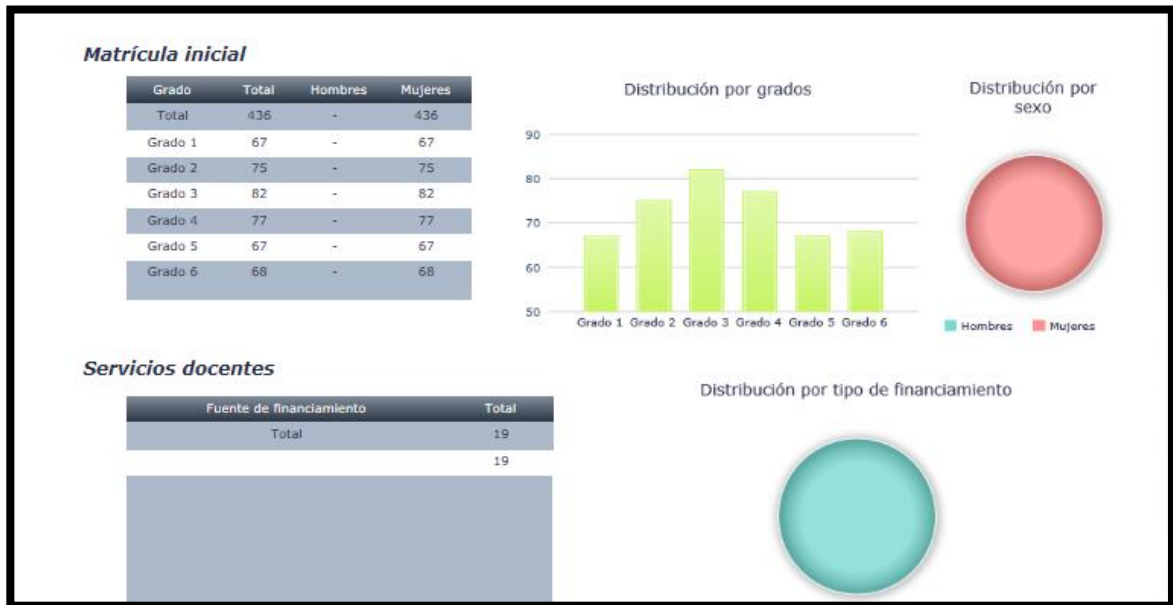 Matrícula inicial
Grado Total Hombres Mujeres
Total 436 - 436
Grado 1 67 - 67
Grado 2 75 - 75
Grado 3 82 - 82
Grado 4 77 - 77
Grado 5 67 - 67
Grado 6 68 - 68
Distribución por grados
90
80
70
60
50
Grado 1 Grado 2 Grado 3 Grado 4 Grado 5 Grado 6
Distribución por
sexo
Hombres Mujeres
Servicios docentes
Fuente de financiamiento Total
Total 19
19
Distribución por tipo de financiamiento